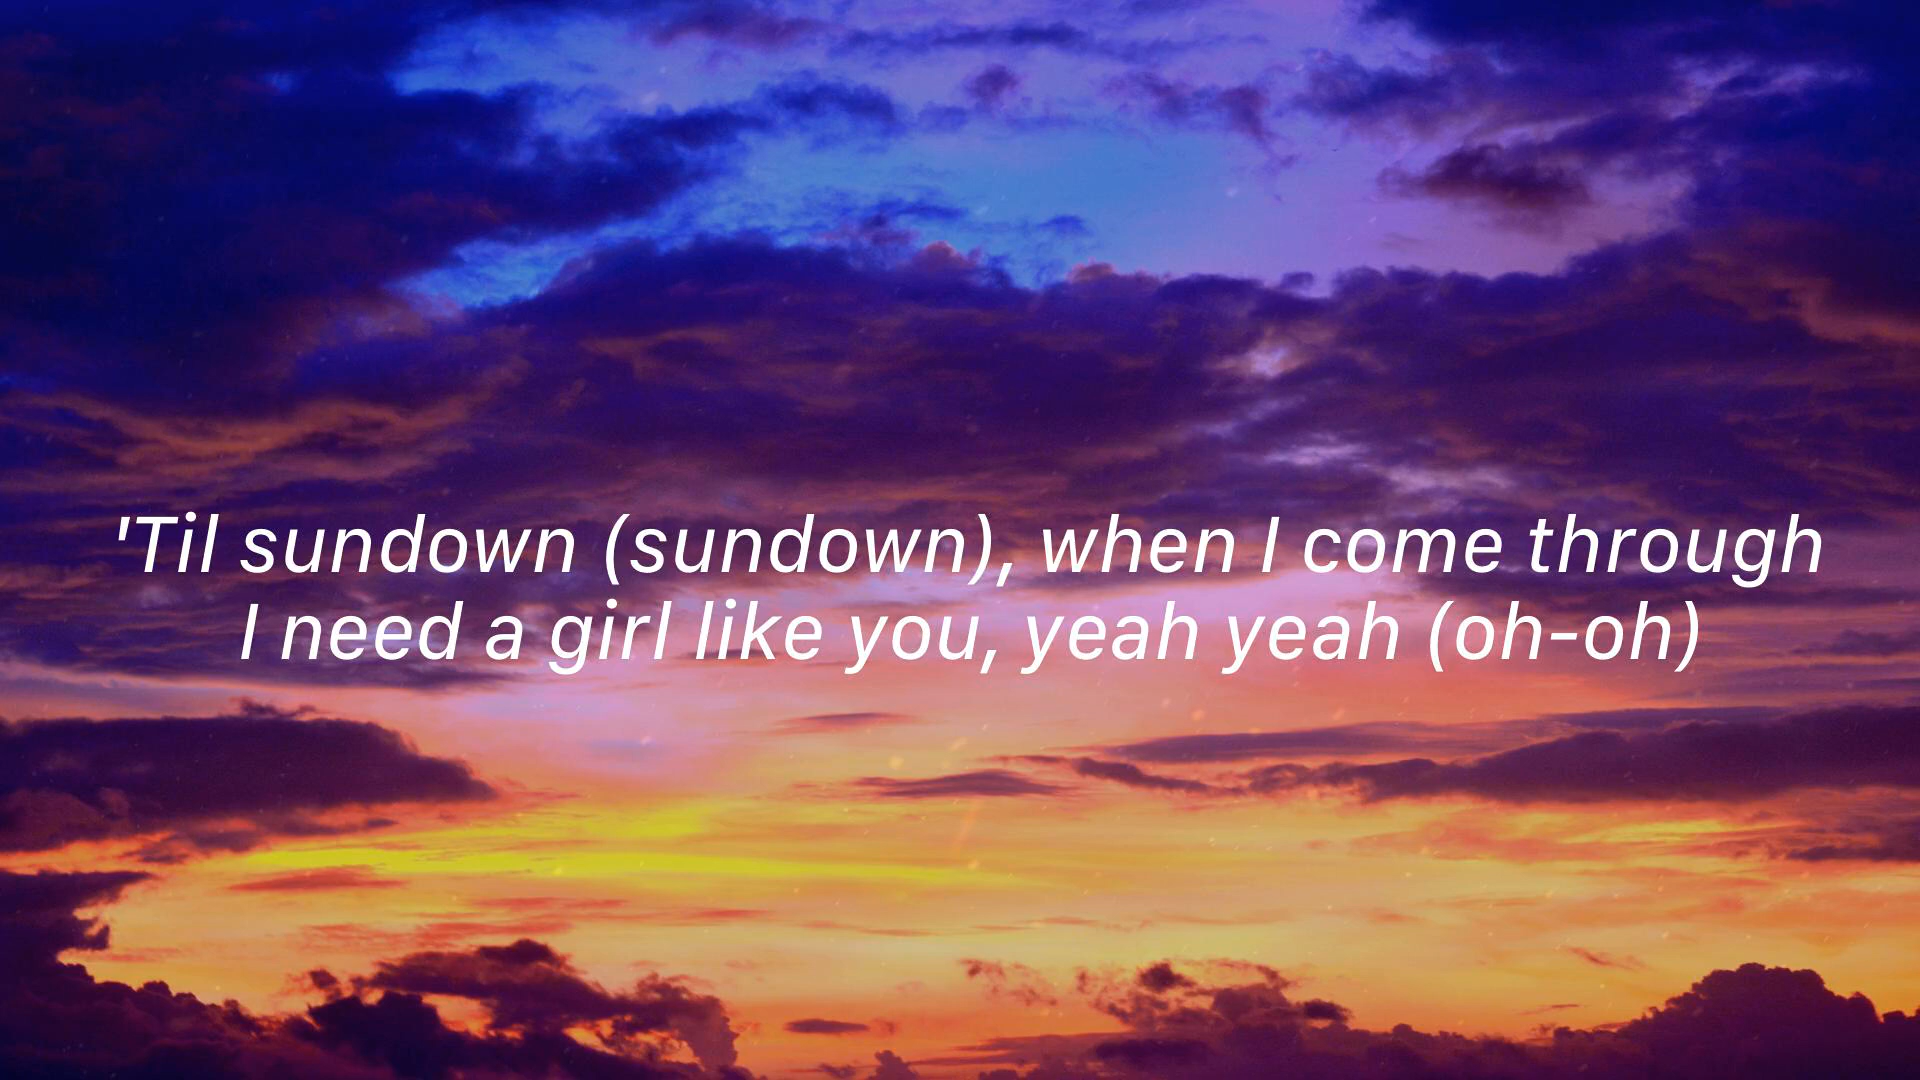 'Til sundown (sundown), when I come through
I need a girl like you, yeah yeah (oh-oh)